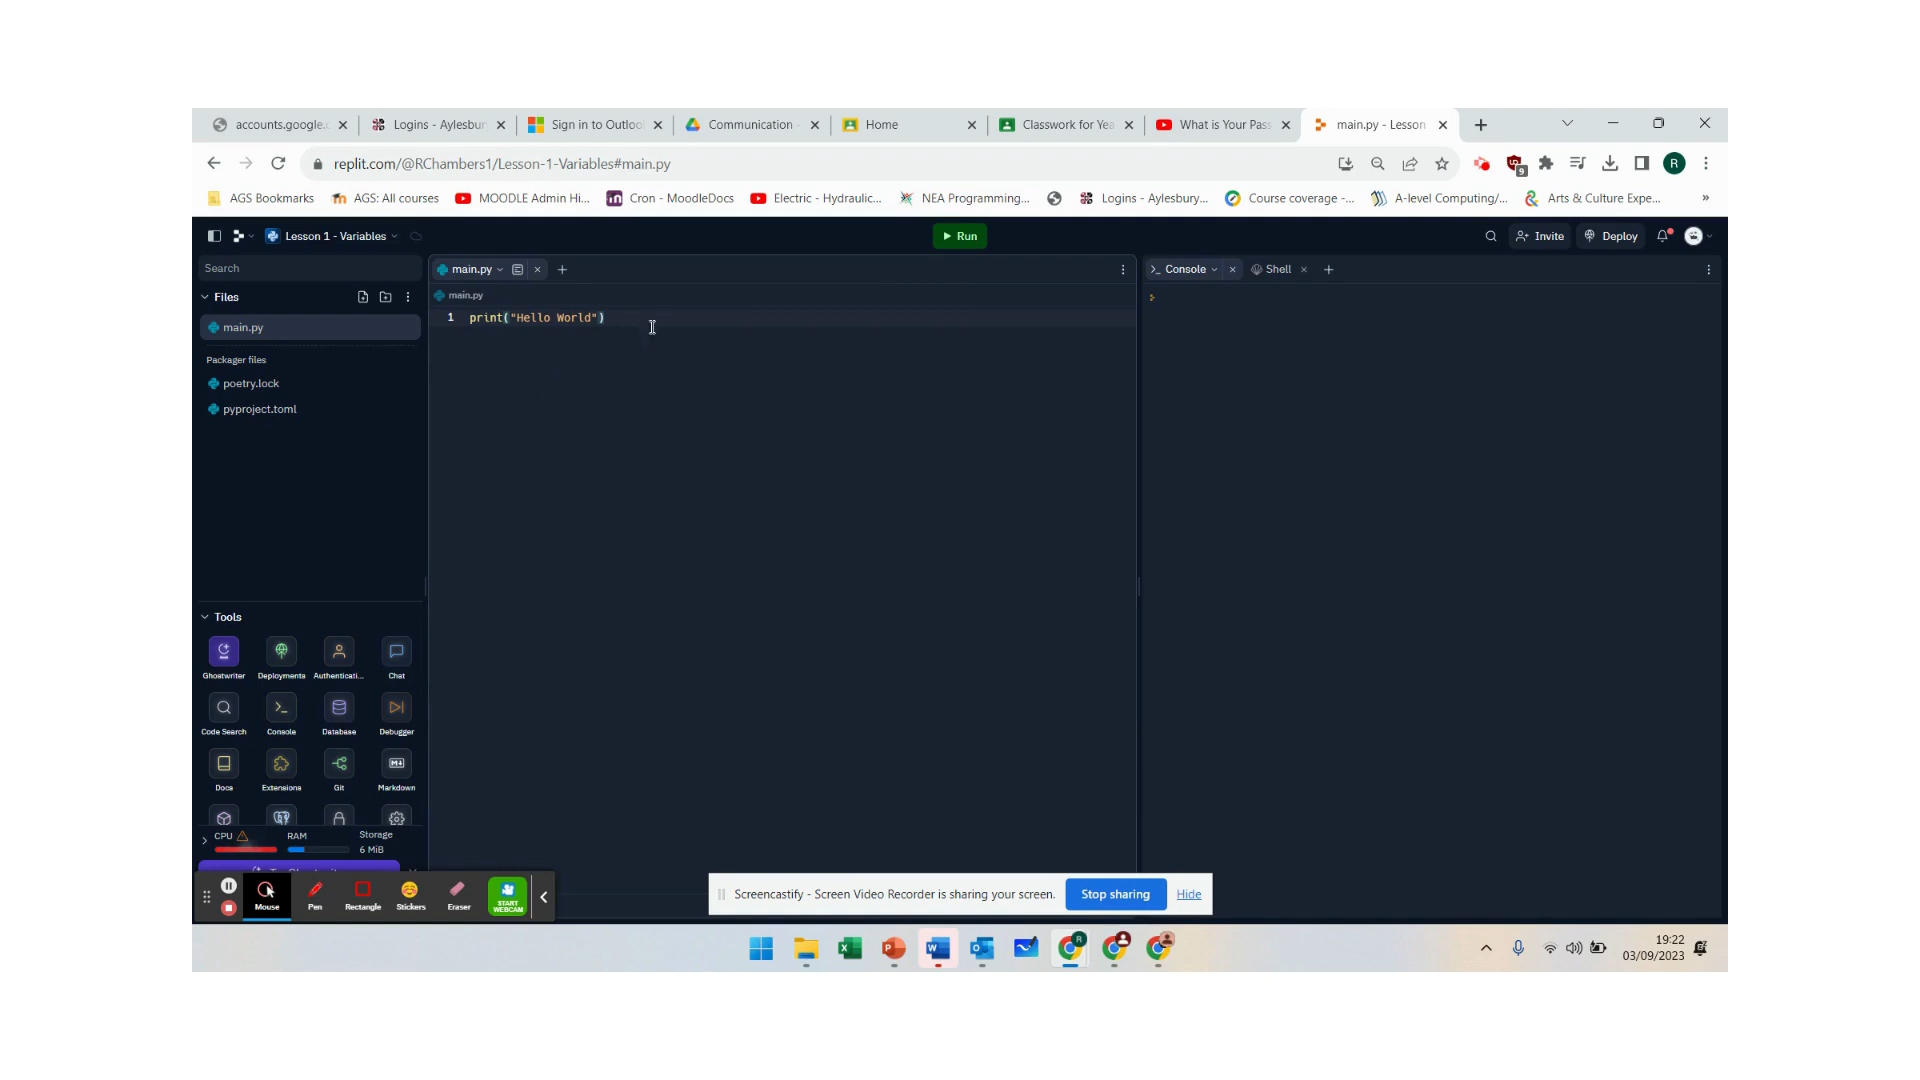 accounts.google.c
Logins - Aylesbur
Sign in to Outloo
Communication -
Home
Classwork for Yea
What is Your Pass
main.py - Lesson
replit.com/@RChambers1/Lesson-1-Variables#main.py
9
R
AGS Bookmarks
AGS: All courses
MOODLE Admin Hi...
Cron - MoodleDocs
Electric - Hydraulic...
NEA Programming...
Logins - Aylesbury...
Course coverage -...
A-level Computing/...
Arts & Culture Expe...
»
Lesson 1 - Variables
Run
Invite
Deploy
Search
main.py
Console
Shell
Files
main.py
main.py
1 print("Hello World")
Packager files
poetry.lock
pyproject.toml
Tools
Ghostwriter
Deployments
Authenticati...
Chat
Code Search
Console
Database
Debugger
Docs
Extensions
Git
Markdown
CPU
RAM
Storage
6 MiB
Mouse
Pen
Rectangle
Stickers
Eraser
START
WEBCAM
Screencastify - Screen Video Recorder is sharing your screen.
Stop sharing
Hide
19:22
03/09/2023